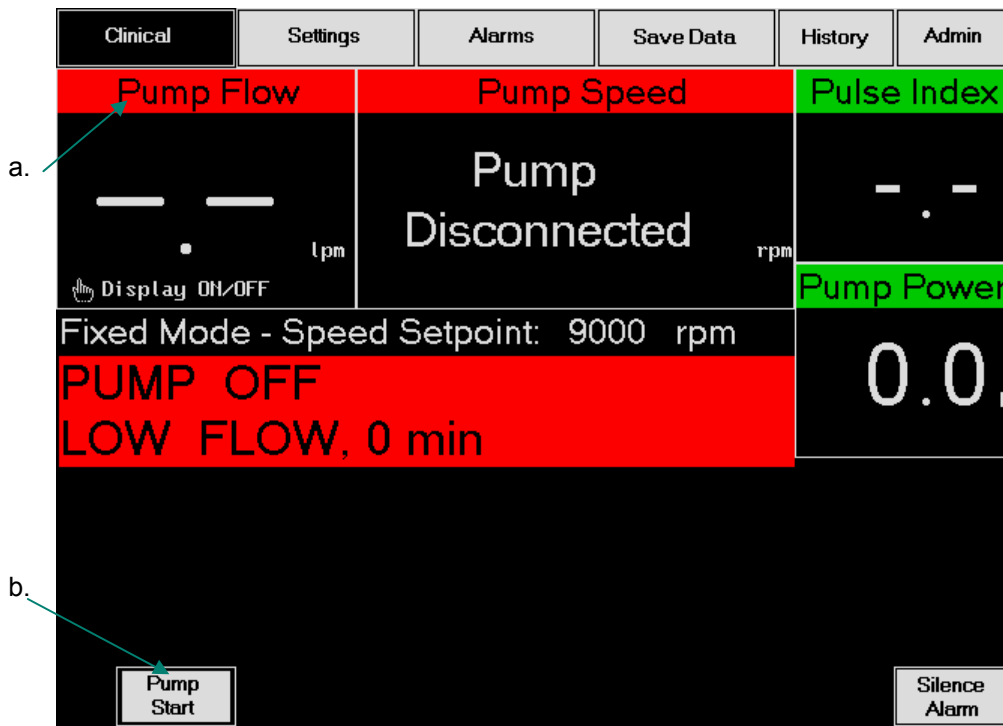 Clinical Settings Alarms Save Data History Admin
Pump Flow Pump Speed Pulse Index
a.
-- --
. lpm
Display ON/OFF
Pump
Disconnected
rpm
- . -
Pump Power
0.0
Fixed Mode - Speed Setpoint: 9000 rpm
PUMP OFF
LOW FLOW, 0 min
b.
Pump
Start
Silence
Alarm